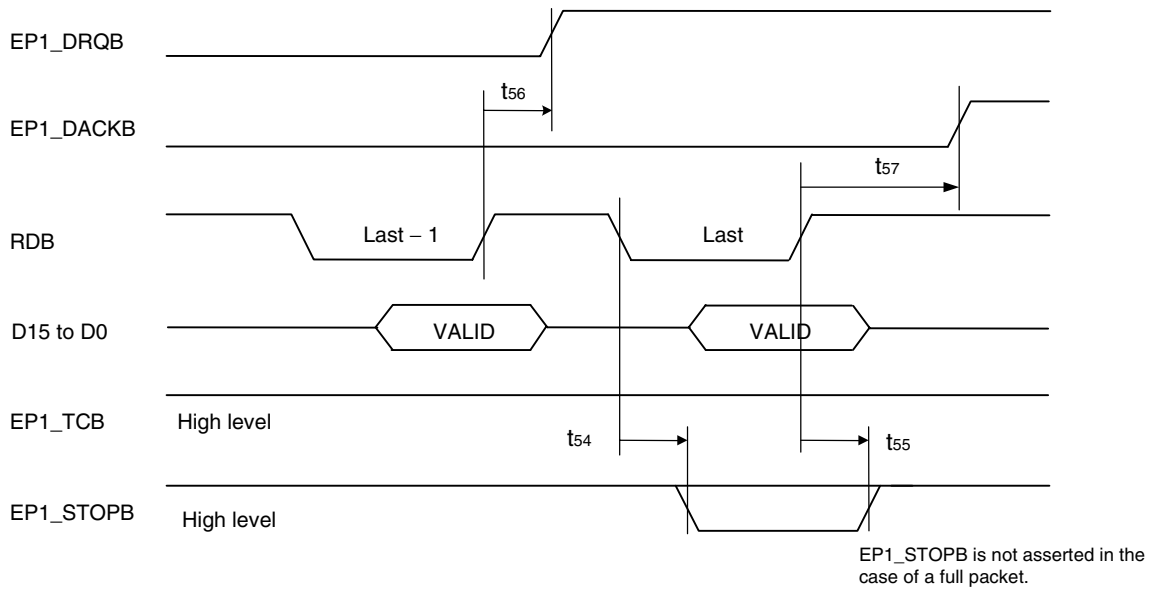 EP1_DRQB
t56
EP1_DACKB
t57
RDB
Last – 1
Last
D15 to D0
VALID
VALID
EP1_TCB
High level
t54
t55
EP1_STOPB
High level
EP1_STOPB is not asserted in the
case of a full packet.